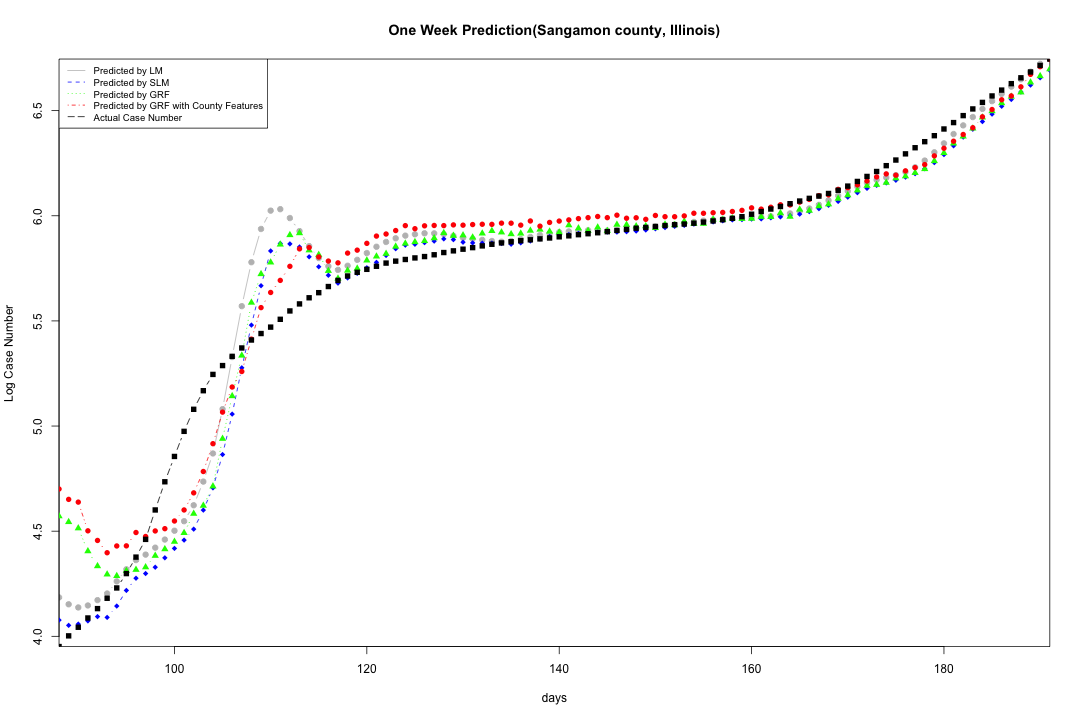 One Week Prediction(Sangamon county, Illinois)
Predicted by LM
Predicted by SLM
Predicted by GRF
Predicted by GRF with County Features
Actual Case Number
6.5
6.0
5.5
5.0
4.5
4.0
Log Case Number
100 120 140 160 180
days